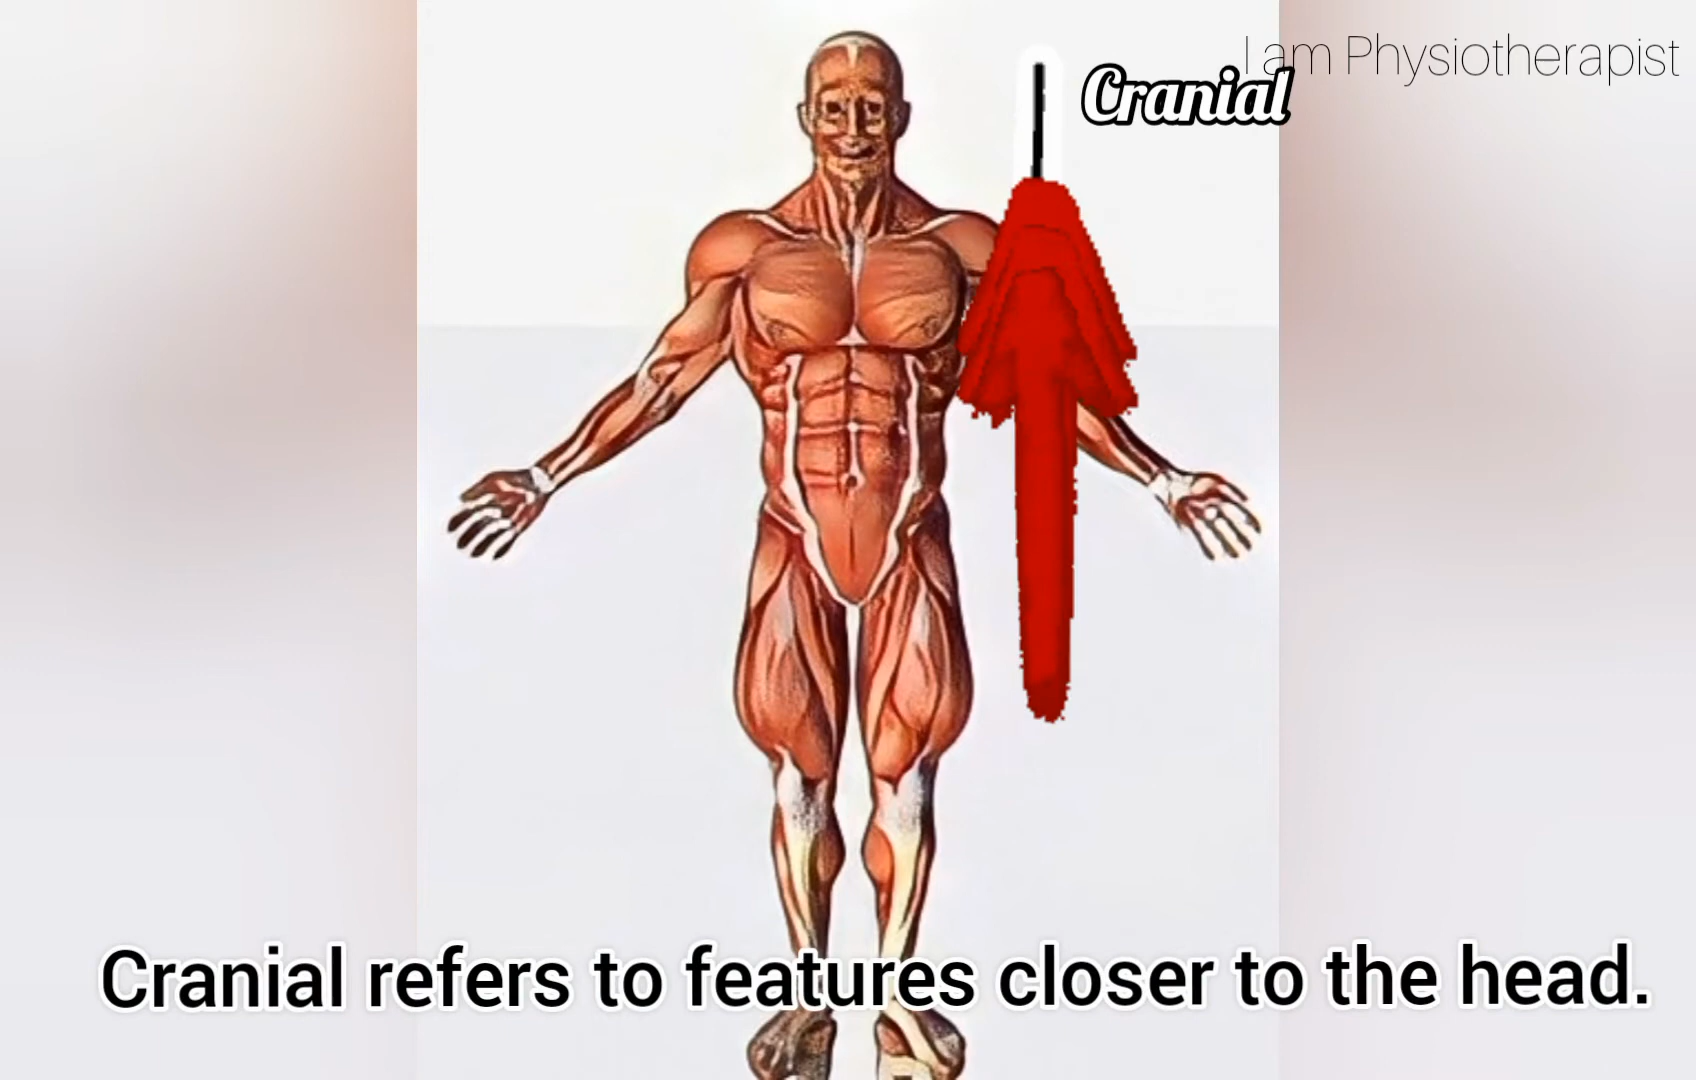 I am Physiotherapist
Cranial
Cranial refers to features closer to the head.